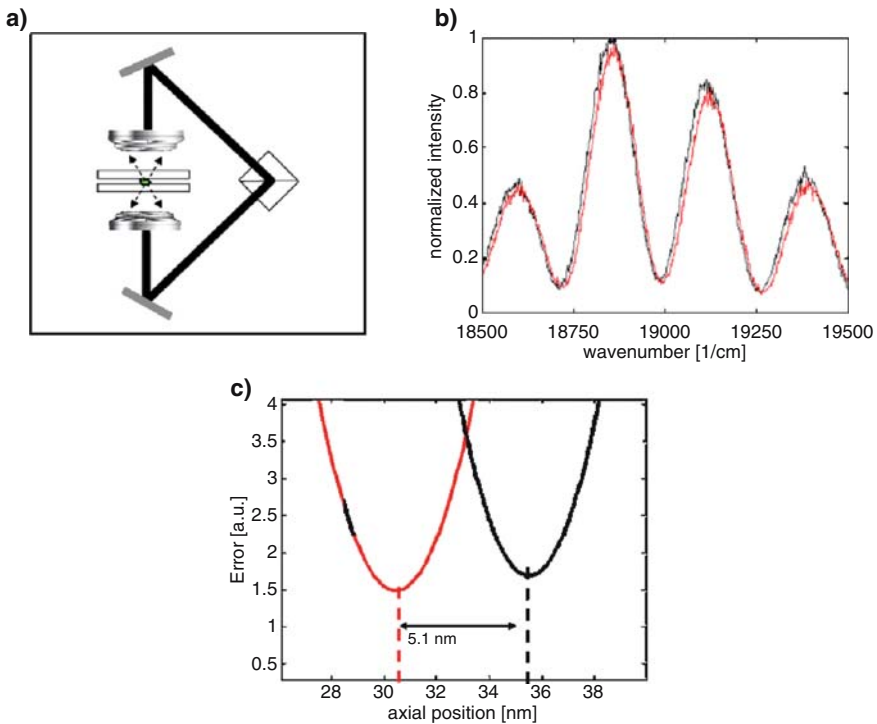 a)
b)
1
0.8
0.6
0.4
0.2
0
normalized intensity
18500 18750 19000 19250 19500
wavenumber [1/cm]
c)
4
3.5
3
2.5
2
1.5
1
0.5
Error [a.u.]
5.1 nm
28 30 32 34 36 38
axial position [nm]